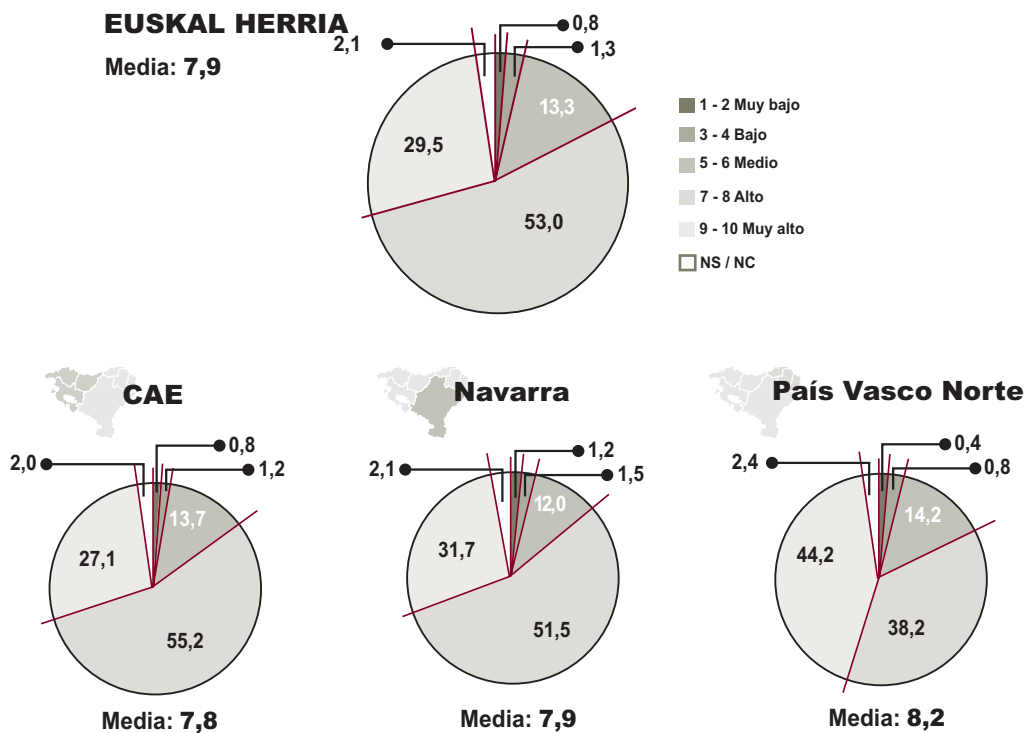 EUSKAL HERRIA
Media: 7,9
2,1
0,8
1,3
13,3
29,5
53,0
1 - 2 Muy bajo
3 - 4 Bajo
5 - 6 Medio
7 - 8 Alto
9 - 10 Muy alto
NS / NC
CAE
2,0
0,8
1,2
13,7
27,1
55,2
Media: 7,8
Navarra
2,1
1,2
1,5
12,0
31,7
51,5
Media: 7,9
País Vasco Norte
2,4
0,4
0,8
14,2
44,2
38,2
Media: 8,2